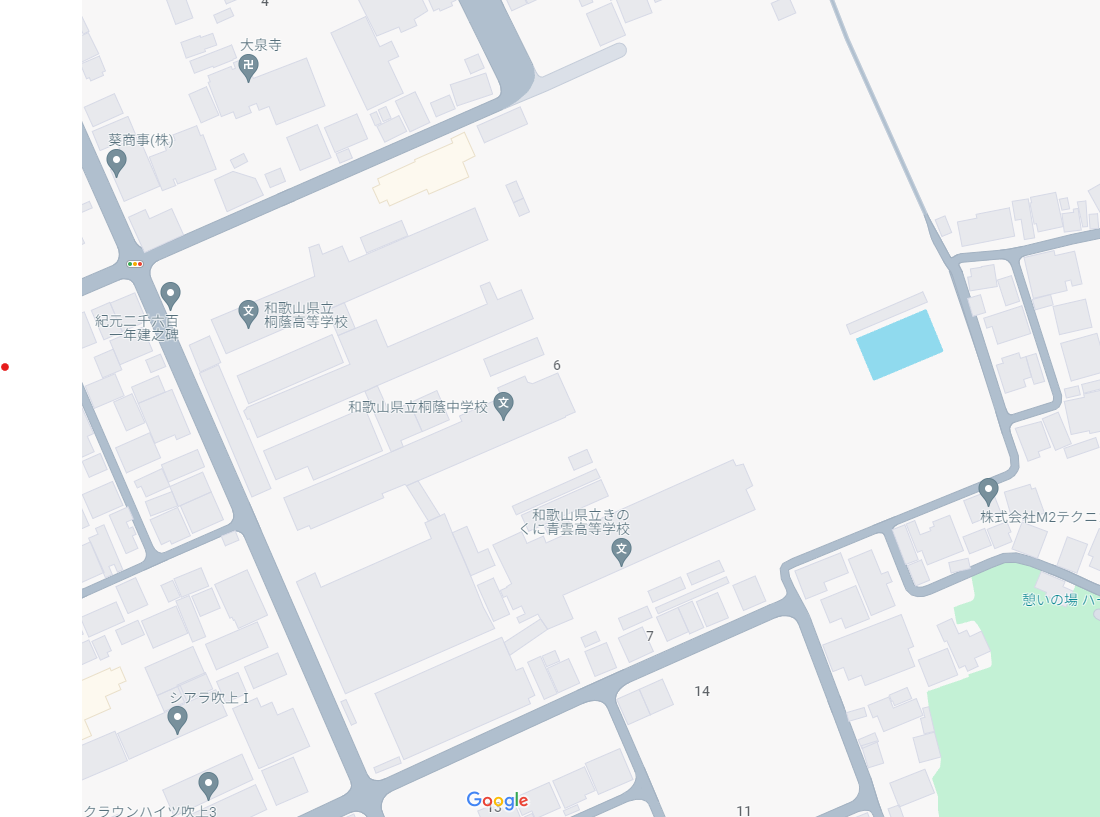 4
大泉寺
葵商事(株)
紀元二千六百
一年建之碑
和歌山県立
桐蔭高等学校
6
和歌山県立桐蔭中学校
和歌山県立きの
くに青雲高等学校
株式会社M2テクニ
憩いの場 ハー
7
14
シアラ吹上 I
クラウンハイツ吹上3
Google
13
11